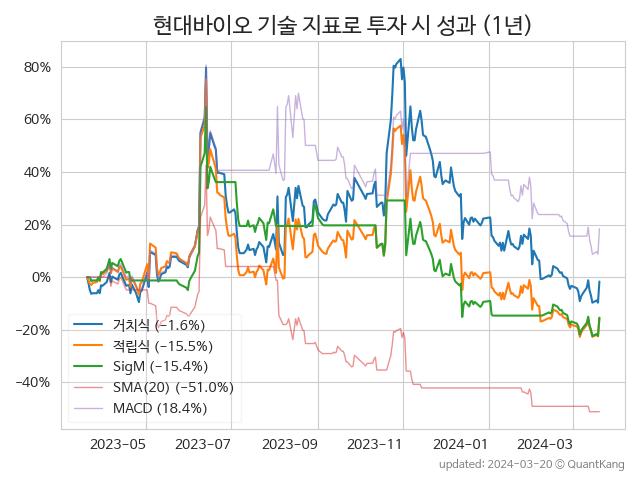 현대바이오 기술 지표로 투자 시 성과 (1년)
80%
60%
40%
20%
0%
−20%
−40%
거치식 (−1.6%)
적립식 (−15.5%)
SigM (−15.4%)
SMA(20) (−51.0%)
MACD (18.4%)
2023−05 2023−07 2023−09 2023−11 2024−01 2024−03
updated: 2024−03−20 ⓒ QuantKang